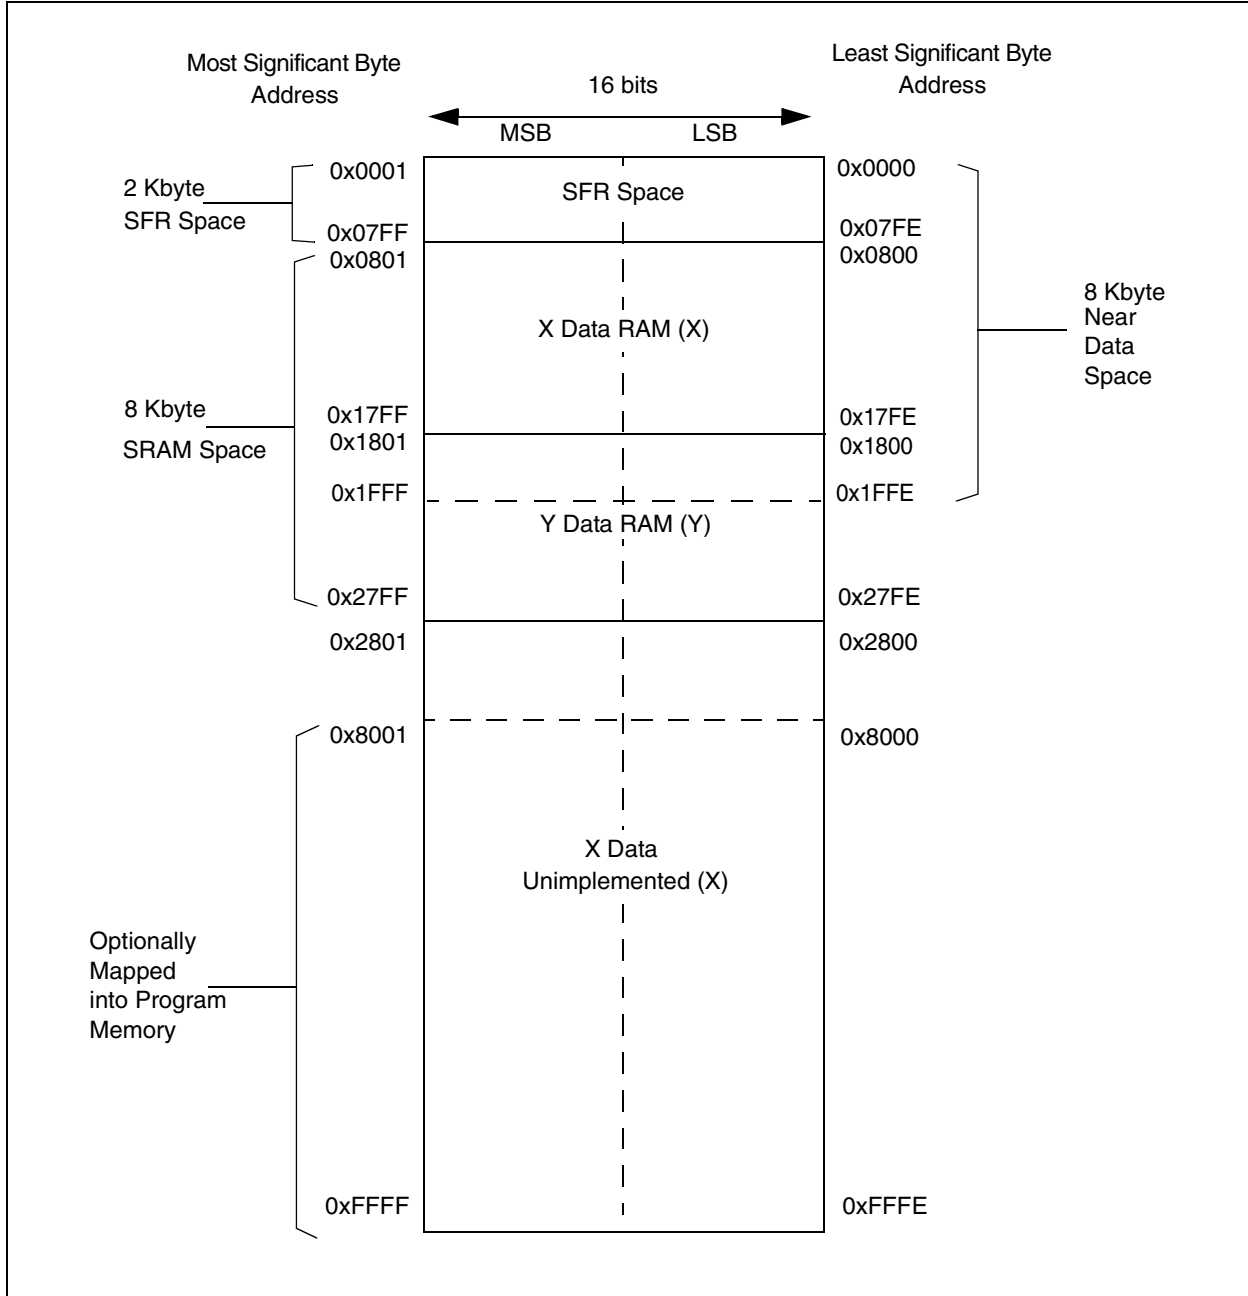 Most Significant Byte
Address
16 bits
Least Significant Byte
Address
MSB
LSB
0x0001
0x0000
2 Kbyte
SFR Space
SFR Space
0x07FF
0x07FE
0x0801
0x0800
X Data RAM (X)
8 Kbyte
Near
Data
Space
8 Kbyte
SRAM Space
0x17FF
0x17FE
0x1801
0x1800
0x1FFF
0x1FFE
Y Data RAM (Y)
0x27FF
0x27FE
0x2801
0x2800
0x8001
0x8000
X Data
Unimplemented (X)
Optionally
Mapped
into Program
Memory
0xFFFF
0xFFFE